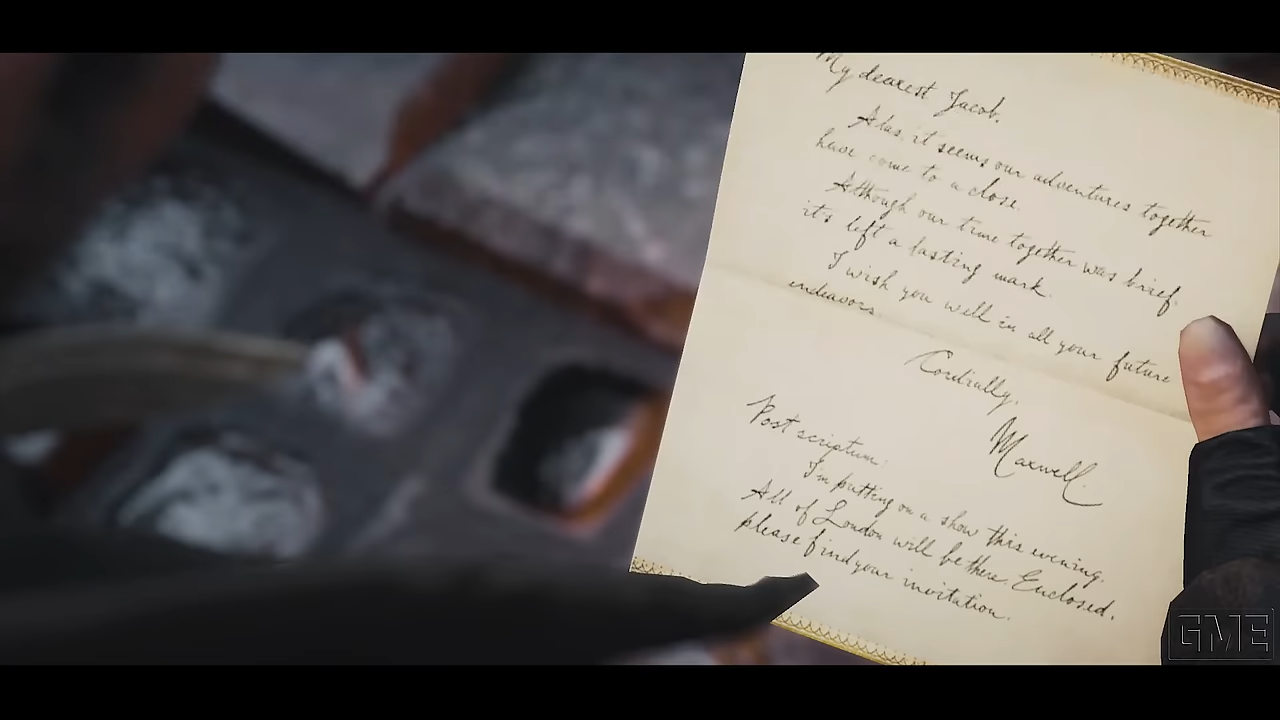 My dearest Jacob,
Alas, it seems our adventures together
have come to a close.
Although our time together was brief,
it's left a lasting mark.
I wish you well in all your future
endeavors.
Cordially,
Maxwell.
Post scriptum:
I'm putting on a show this evening.
All of London will be there. Enclosed,
please find your invitation.
GME